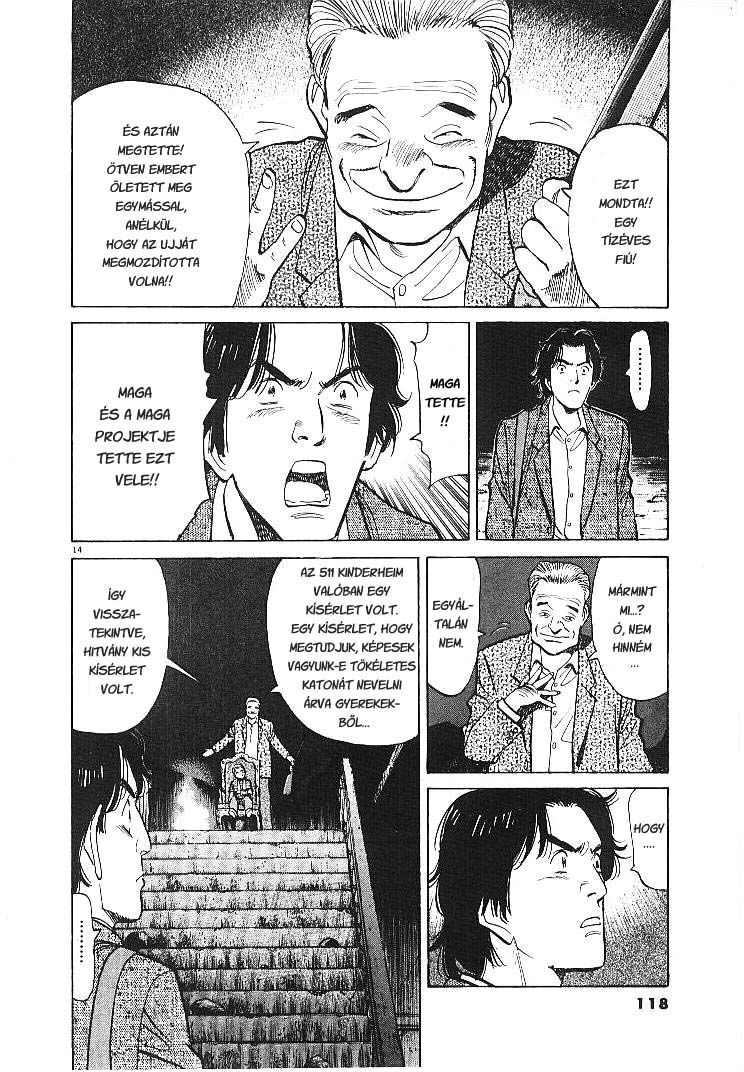 EZT
MONDTA!!
EGY
TÍZÉVES
FIÚ!
ÉS AZTÁN
MEGTETTE!
ÖTVEN EMBERT
ÖLETETT MEG
EGYMÁSSAL,
ANÉLKÜL,
HOGY AZ UJJÁT
MEGMOZDÍTOTTA
VOLNA!!
........
MAGA
TETTE
!!
MAGA
ÉS A MAGA
PROJEKTJE
TETTE EZT
VELE!!
14
MÁRMINT
MI...?
Ó, NEM
HINNÉM
....
EGYÁL-
TALÁN
NEM.
HOGY
....
AZ 511 KINDERHEIM
VALÓBAN EGY
KÍSÉRLET VOLT.
EGY KÍSÉRLET, HOGY
MEGTUDJUK, KÉPESEK
VAGYUNK-E TÖKÉLETES
KATONÁT NEVELNI
ÁRVA GYEREKEK-
BŐL...
ÍGY
VISSZA-
TEKINTVE,
HITVÁNY KIS
KÍSÉRLET
VOLT.
........
118